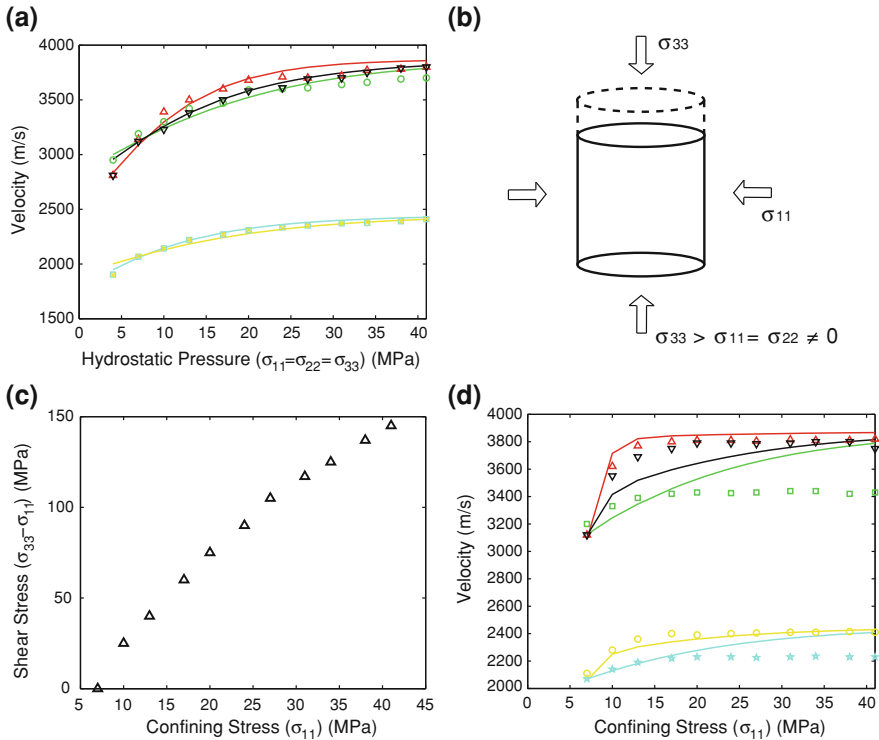 (a)
4000
3500
3000
2500
2000
1500
Velocity (m/s)
0 5 10 15 20 25 30 35 40
Hydrostatic Pressure (σ11=σ22=σ33) (MPa)
(b)
σ33
σ11
σ33 > σ11= σ22 ≠ 0
(c)
150
100
50
0
Shear Stress (σ33−σ11) (MPa)
5 10 15 20 25 30 35 40 45
Confining Stress (σ11) (MPa)
(d)
4000
3800
3600
3400
3200
3000
2800
2600
2400
2200
2000
Velocity (m/s)
0 5 10 15 20 25 30 35 40
Confining Stress (σ11) (MPa)